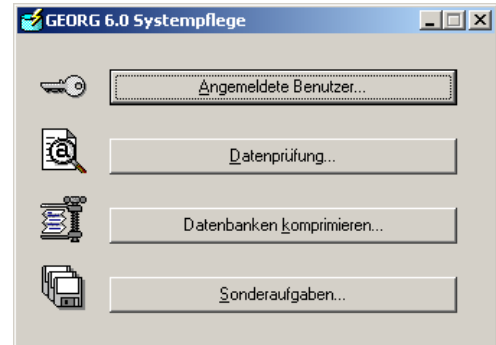 GEORG 6.0 Systempflege
Angemeldete Benutzer...
Datenprüfung...
Datenbanken komprimieren...
Sonderaufgaben...